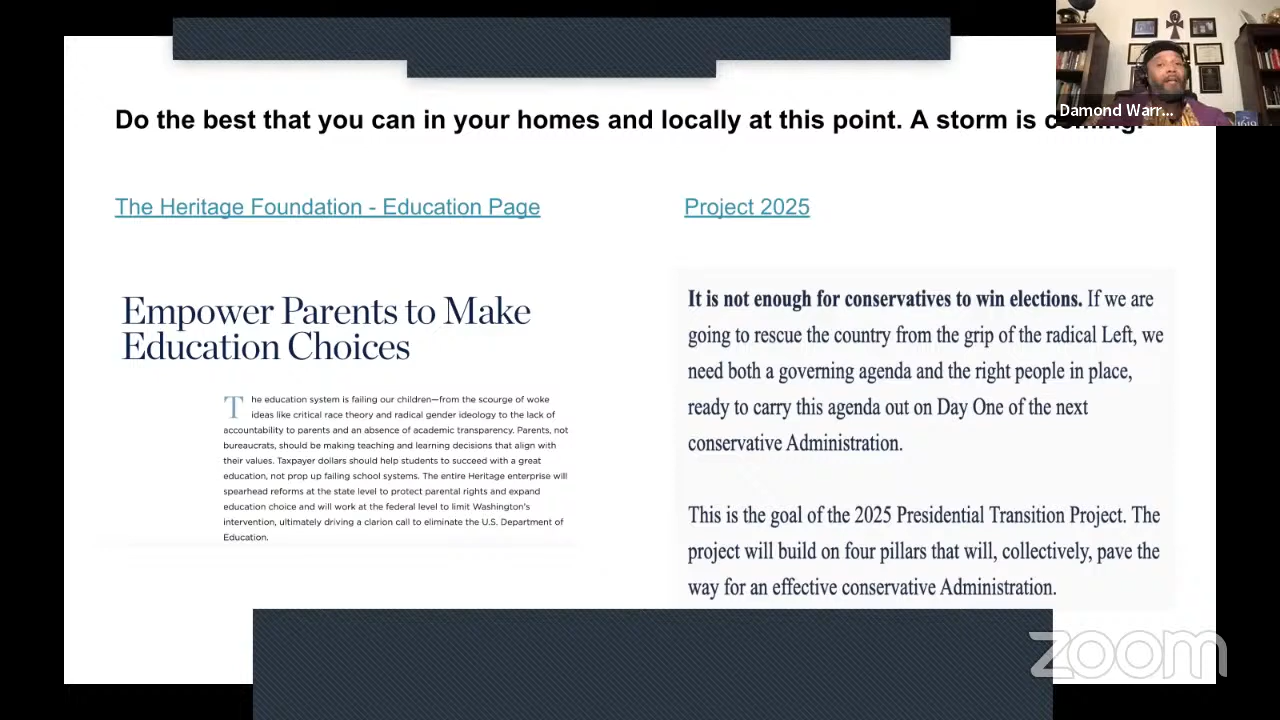 Do the best that you can in your homes and locally at this point. A storm is coming.
Damond Warr...
1619
The Heritage Foundation - Education Page
Project 2025
Empower Parents to Make
Education Choices
The education system is failing our children—from the scourge of woke
ideas like critical race theory and radical gender ideology to the lack of
accountability to parents and an absence of academic transparency. Parents, not
bureaucrats, should be making teaching and learning decisions that align with
their values. Taxpayer dollars should help students to succeed with a great
education, not prop up failing school systems. The entire Heritage enterprise will
spearhead reforms at the state level to protect parental rights and expand
education choice and will work at the federal level to limit Washington's
intervention, ultimately driving a clarion call to eliminate the U.S. Department of
Education.
It is not enough for conservatives to win elections. If we are
going to rescue the country from the grip of the radical Left, we
need both a governing agenda and the right people in place,
ready to carry this agenda out on Day One of the next
conservative Administration.
This is the goal of the 2025 Presidential Transition Project. The
project will build on four pillars that will, collectively, pave the
way for an effective conservative Administration.
zoom